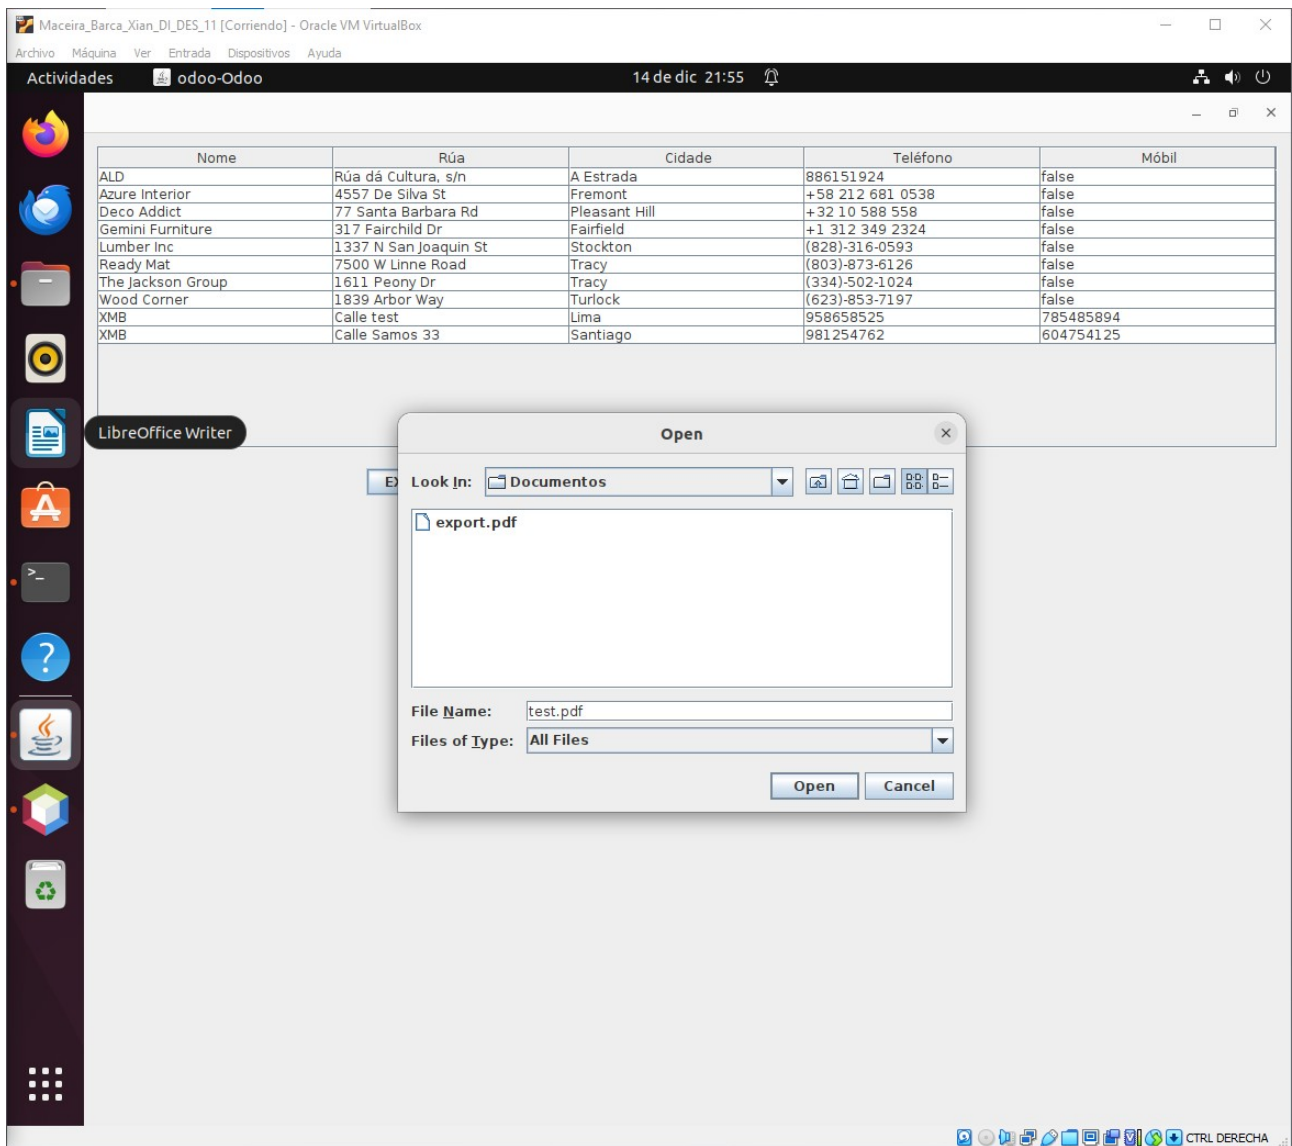 Maceira_Barca_Xian_DI_DES_11 [Corriendo] - Oracle VM VirtualBox
Archivo Máquina Ver Entrada Dispositivos Ayuda
Actividades odoo-Odoo 14 de dic 21:55
Nome Rúa Cidade Teléfono Móbil
ALD Rúa dá Cultura, s/n A Estrada 886151924 false
Azure Interior 4557 De Silva St Fremont +58 212 681 0538 false
Deco Addict 77 Santa Barbara Rd Pleasant Hill +32 10 588 558 false
Gemini Furniture 317 Fairchild Dr Fairfield +1 312 349 2324 false
Lumber Inc 1337 N San Joaquin St Stockton (828)-316-0593 false
Ready Mat 7500 W Linne Road Tracy (803)-873-6126 false
The Jackson Group 1611 Peony Dr Tracy (334)-502-1024 false
Wood Corner 1839 Arbor Way Turlock (623)-853-7197 false
XMB Calle test Lima 958658525 785485894
XMB Calle Samos 33 Santiago 981254762 604754125
LibreOffice Writer
Open
Look In: Documentos
export.pdf
File Name: test.pdf
Files of Type: All Files
Open Cancel
CTRL DERECHA